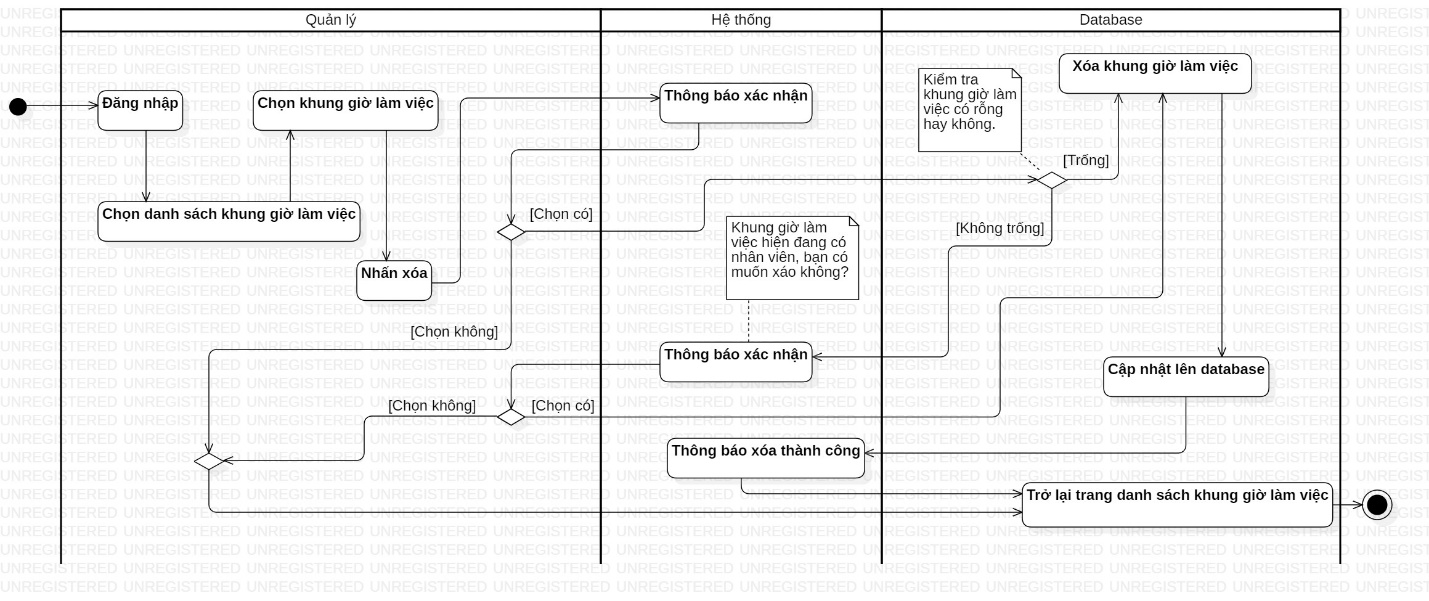 Quản lý
Hệ thống
Database
Đăng nhập
Chọn khung giờ làm việc
Thông báo xác nhận
Kiểm tra
khung giờ làm
việc có rỗng
hay không.
Xóa khung giờ làm việc
[Trống]
Chọn danh sách khung giờ làm việc
[Chọn có]
Khung giờ làm
việc hiện đang có
nhân viên, bạn có
muốn xáo không?
[Không trống]
Nhấn xóa
[Chọn không]
Thông báo xác nhận
Cập nhật lên database
[Chọn không]
[Chọn có]
Thông báo xóa thành công
Trở lại trang danh sách khung giờ làm việc
UNREGISTERED